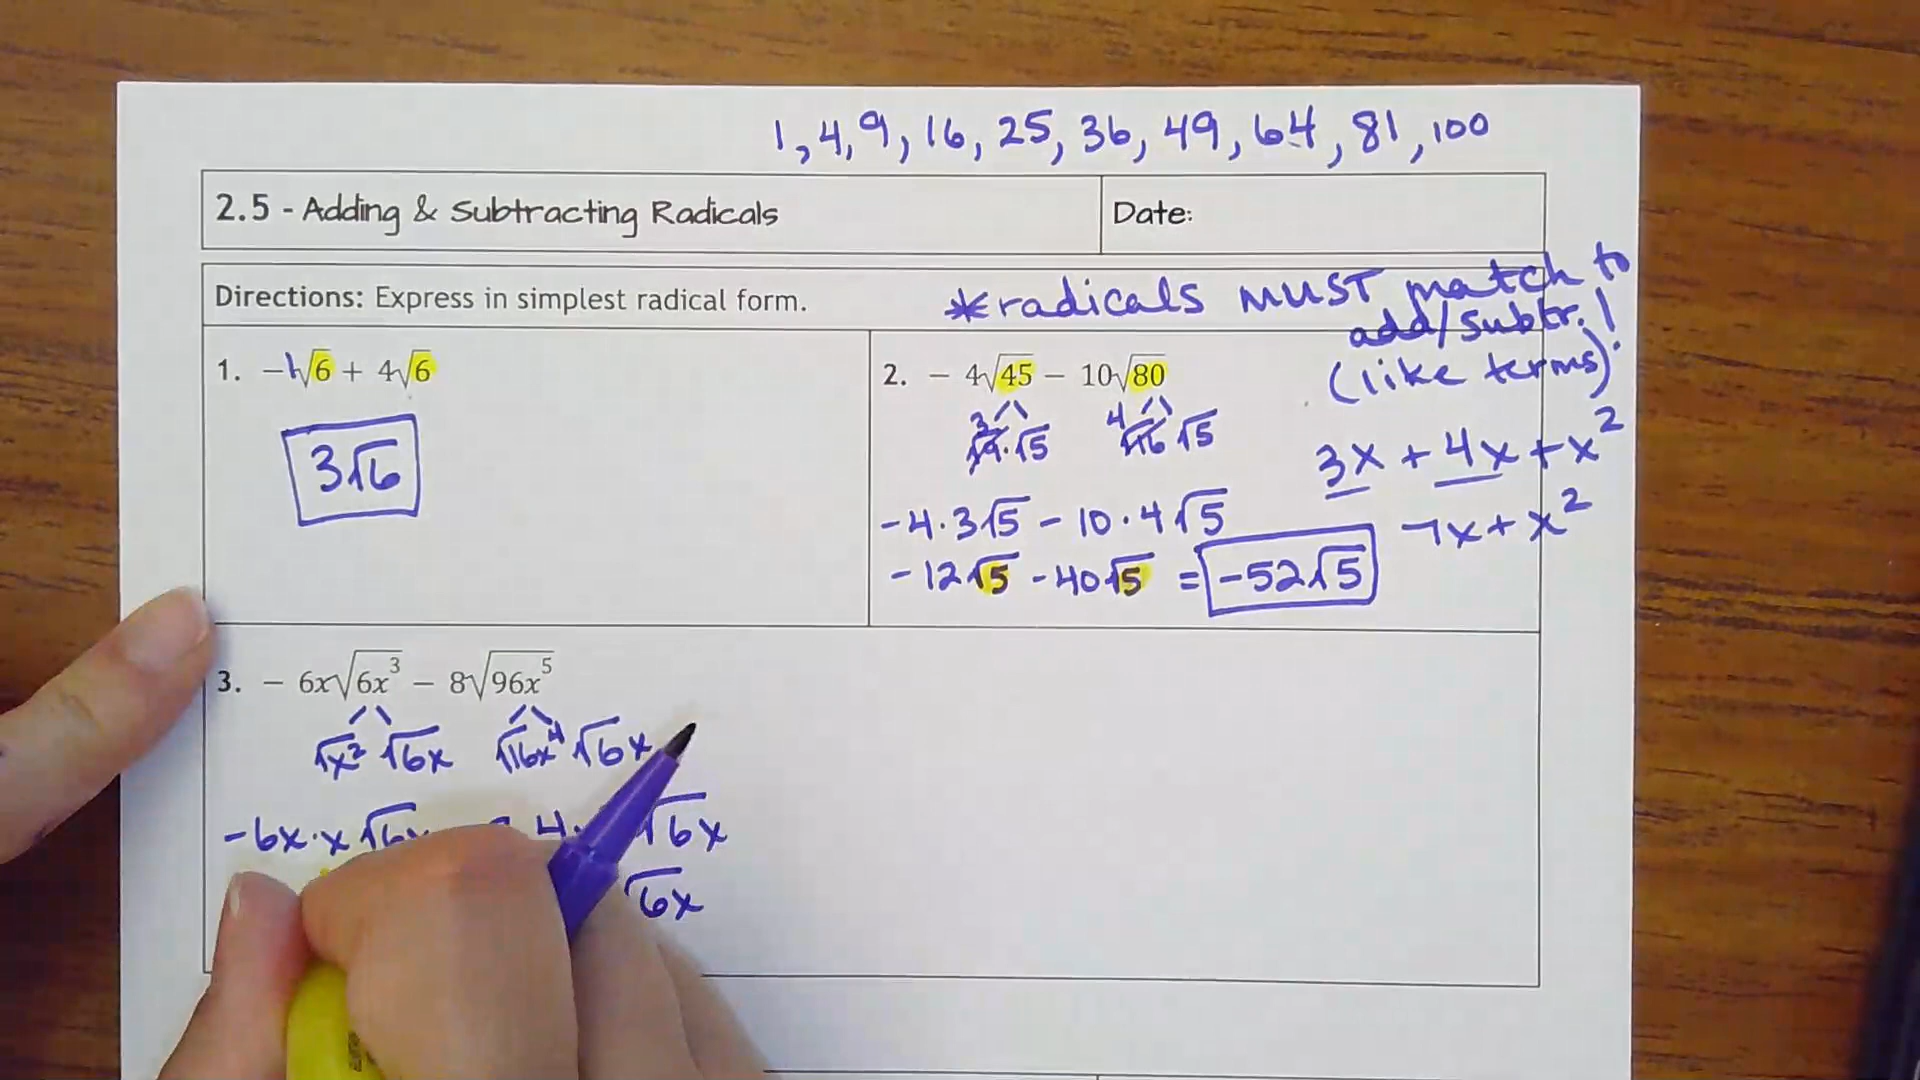 1, 4, 9, 16, 25, 36, 49, 64, 81, 100
2.5 - Adding & Subtracting Radicals
Date:
Directions: Express in simplest radical form.
*radicals MUST match to
add/subtr.!
(like terms)
1. -1√6 + 4√6
3√6
2. - 4√45 - 10√80
3 4
√9·√5 √16 √5
-4·3√5 - 10·4√5
-12√5 - 40√5 = -52√5
3x + 4x + x²
7x + x²
3. - 6x√6x³ - 8√96x⁵
√x² √6x √16x⁴ √6x
-6x·x√6x 4· √6x
√6x